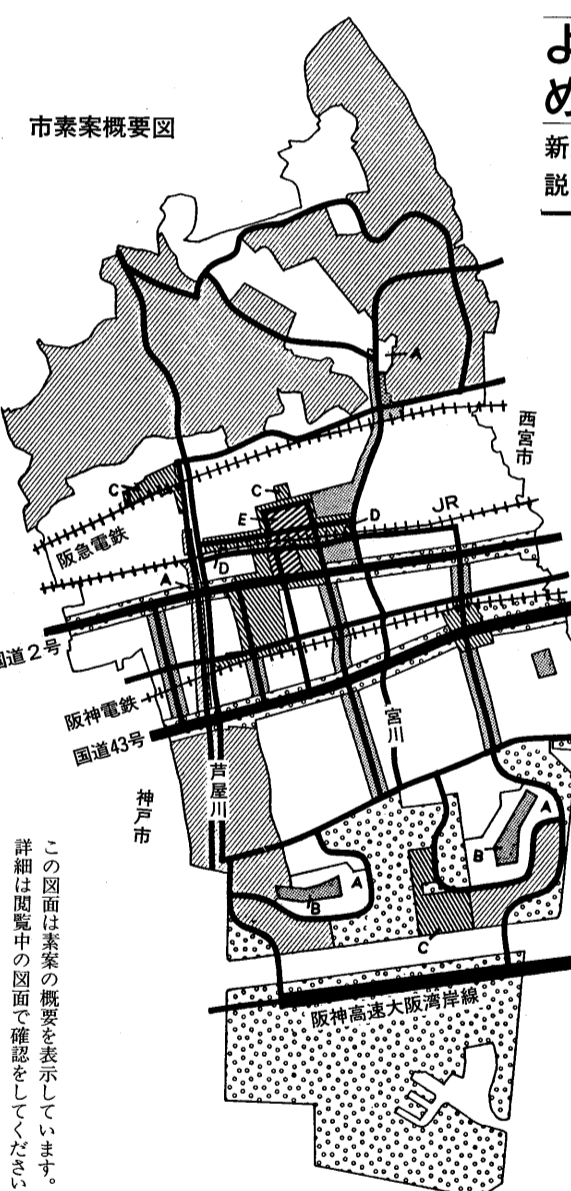 よ
め
新
説
市素案概要図
A
西宮市
C
C
E
D
JR
阪急電鉄
D
A
国道2号
阪神電鉄
国道43号
宮川
芦屋川
神戸市
A
B
A
B
C
阪神高速大阪湾岸線
この図面は素案の概要を表示しています。
詳細は閲覧中の図面で確認をしてください